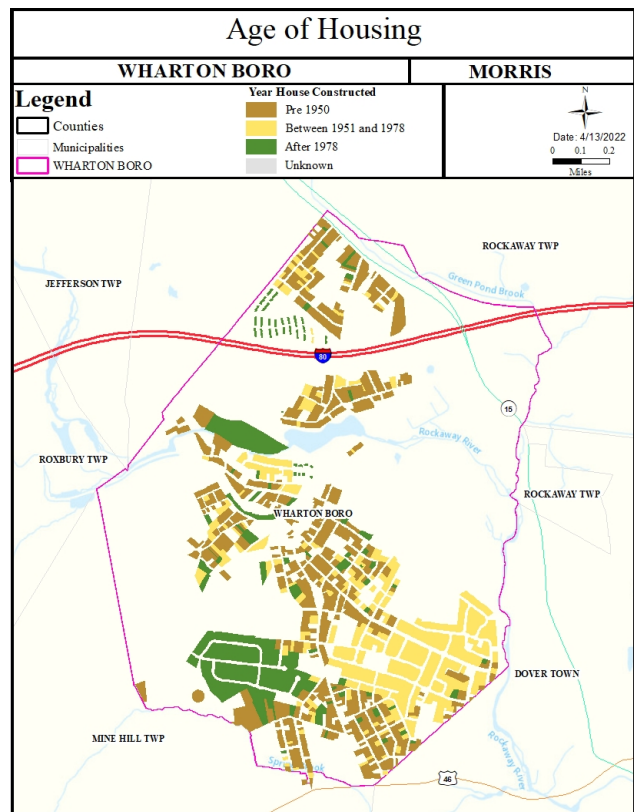 Age of Housing
WHARTON BORO
MORRIS
Legend
Counties
Municipalities
WHARTON BORO
Year House Constructed
Pre 1950
Between 1951 and 1978
After 1978
Unknown
N
Date: 4/13/2022
0 0.1 0.2
Miles
ROCKAWAY TWP
JEFFERSON TWP
Green Pond Brook
80
15
Rockaway River
ROXBURY TWP
ROCKAWAY TWP
WHARTON BORO
DOVER TOWN
MINE HILL TWP
Rockaway River
46